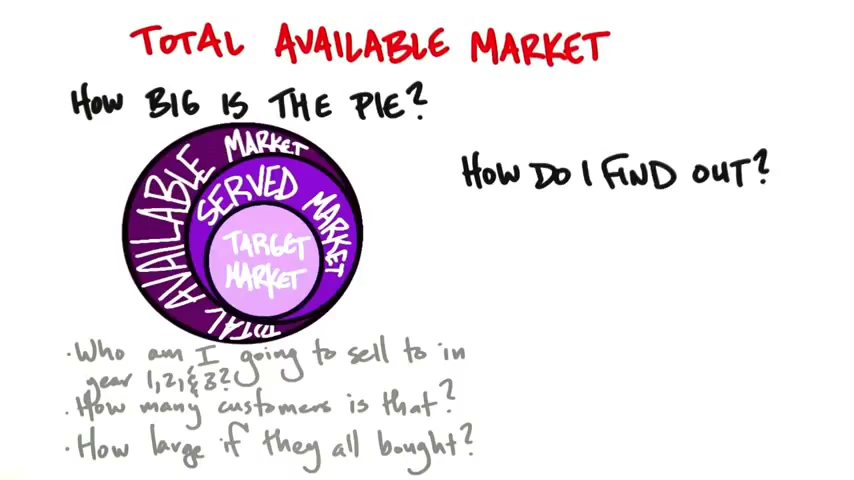 TOTAL AVAILABLE MARKET
HOW BIG IS THE PIE?
TOTAL AVAILABLE MARKET
SERVED MARKET
TARGET
MARKET
HOW DO I FIND OUT?
· Who am I going to sell to in
year 1, 2, & 3?
· How many customers is that?
· How large if they all bought?